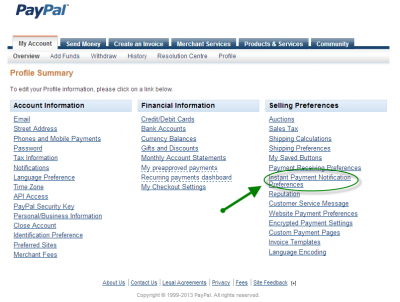 PayPal
My Account Send Money Create an Invoice Merchant Services Products & Services Community
Overview Add Funds Withdraw History Resolution Centre Profile
Profile Summary
To edit your Profile information, please click on a link below.
Account Information
Email
Street Address
Phones and Mobile Payments
Password
Tax Information
Notifications
Language Preference
Time Zone
API Access
PayPal Security Key
Personal/Business Information
Close Account
Identification Preference
Preferred Sites
Merchant Fees
Financial Information
Credit/Debit Cards
Bank Accounts
Currency Balances
Gifts and Discounts
Monthly Account Statements
My preapproved payments
Recurring payments dashboard
My Checkout Settings
Selling Preferences
Auctions
Sales Tax
Shipping Calculations
Shipping Preferences
My Saved Buttons
Payment Receiving Preferences
Instant Payment Notification
Preferences
Reputation
Customer Service Message
Website Payment Preferences
Encrypted Payment Settings
Custom Payment Pages
Invoice Templates
Language Encoding
About Us | Contact Us | Legal Agreements | Privacy | Fees | Site Feedback [+]
Copyright © 1999-2013 PayPal. All rights reserved.